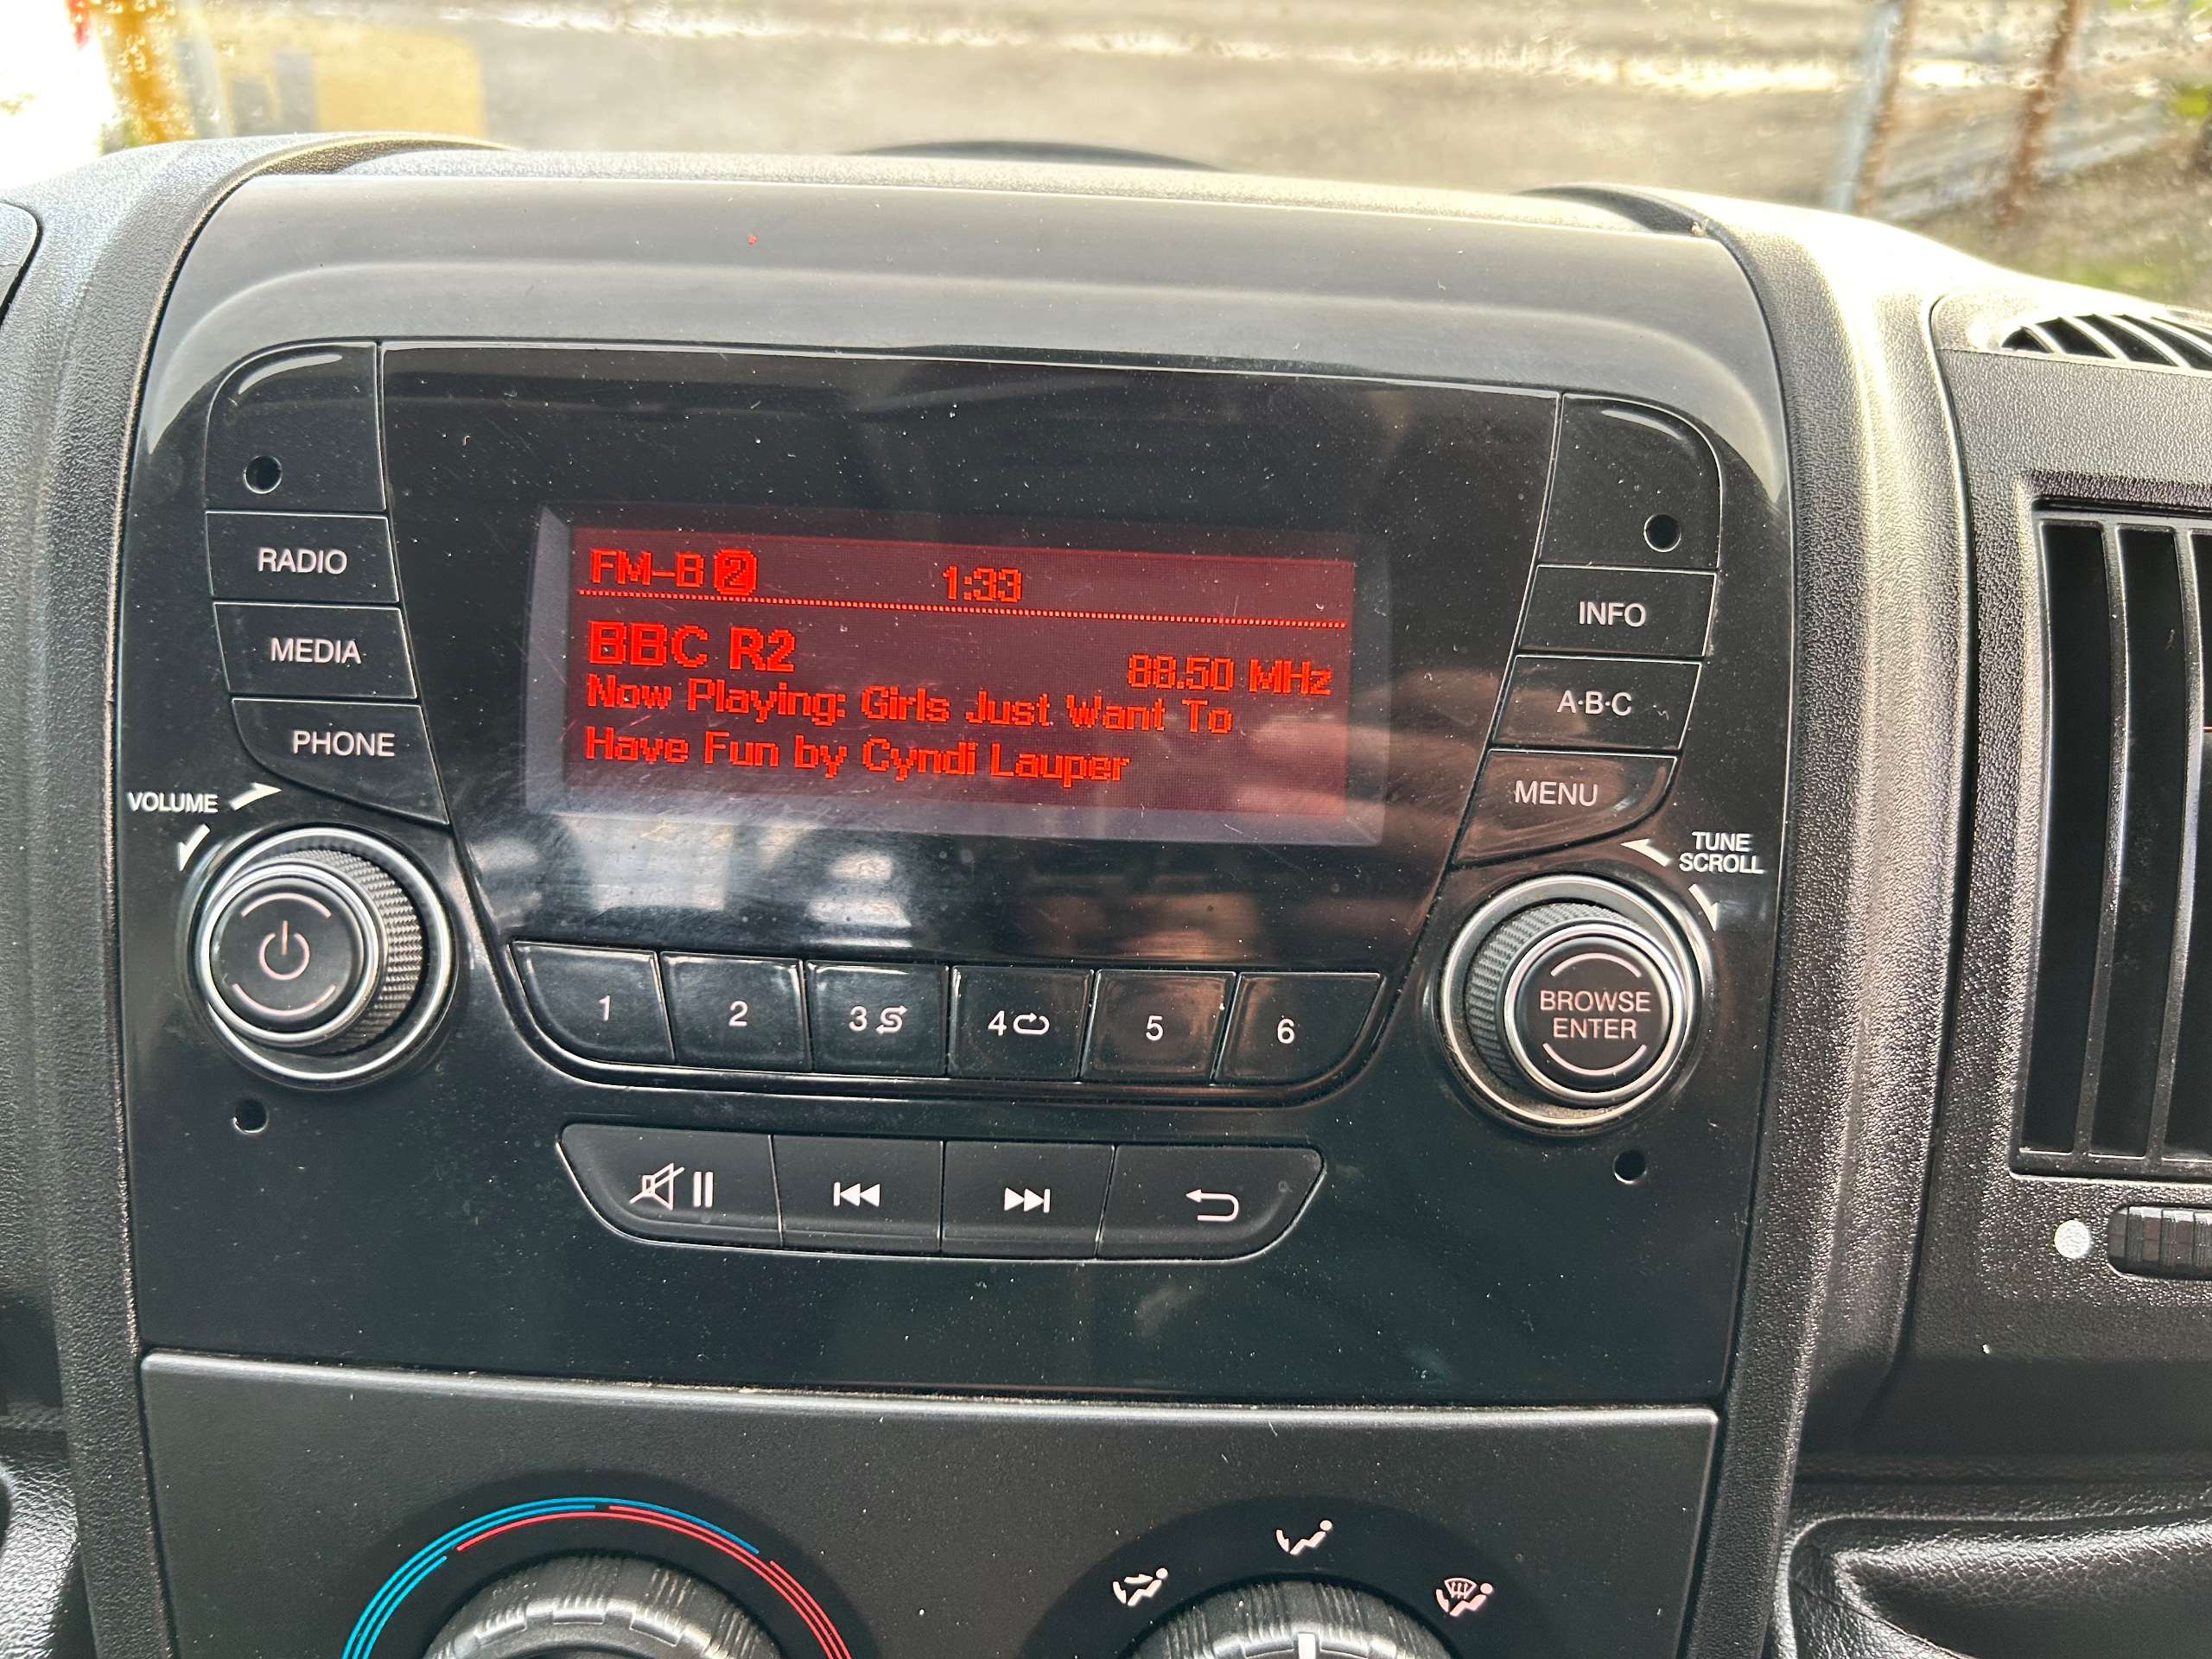 FM-B 2 1:33
BBC R2 88.50 MHz
Now Playing: Girls Just Want To
Have Fun by Cyndi Lauper
RADIO
MEDIA
PHONE
VOLUME
INFO
A·B·C
MENU
TUNE
SCROLL
BROWSE
ENTER
1 2 3 4 5 6